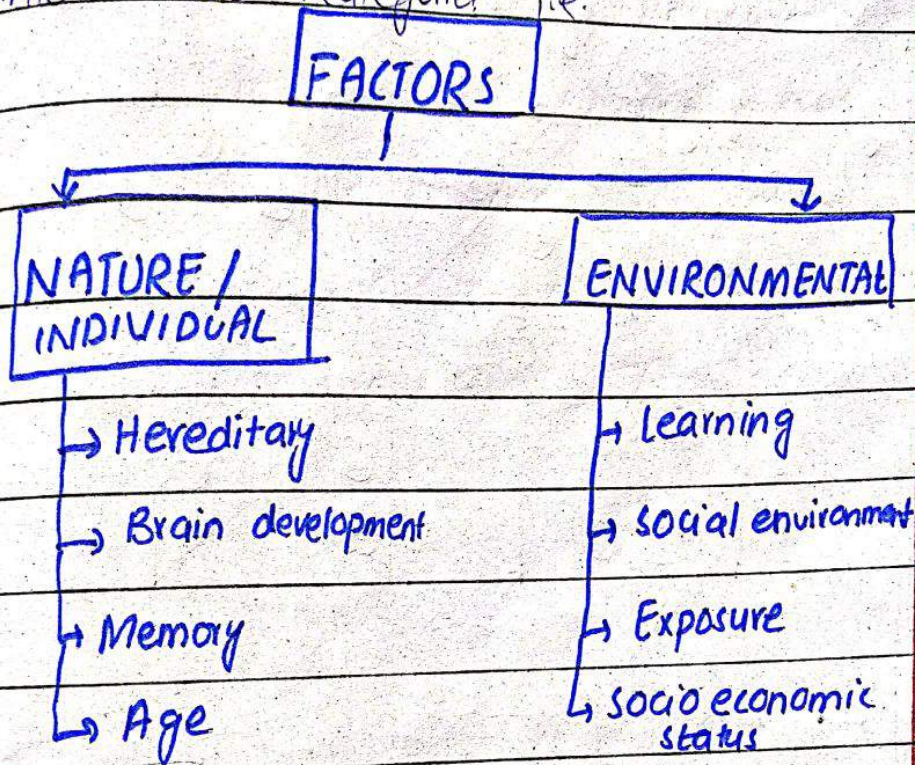 FACTORS
NATURE /
INDIVIDUAL
ENVIRONMENTAL
Hereditary
Brain development
Memory
Age
learning
social environment
Exposure
socio economic
status